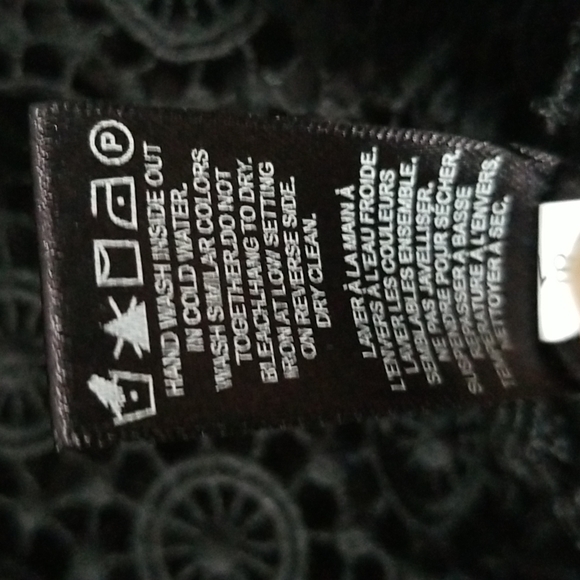 P
HAND WASH INSIDE OUT
IN COLD WATER.
WASH SIMILAR COLORS
TOGETHER.DO NOT
BLEACH.HANG TO DRY.
IRON AT LOW SETTING
ON REVERSE SIDE.
DRY CLEAN.
LAVER À LA MAIN À
L'ENVERS À L'EAU FROIDE.
LAVER LES COULEURS
SEMBLABLES ENSEMBLE.
NE PAS JAVELLISER.
SUSPENDRE POUR SÉCHER.
REPASSER À BASSE
TEMPÉRATURE À L'ENVERS.
NETTOYER À SEC.